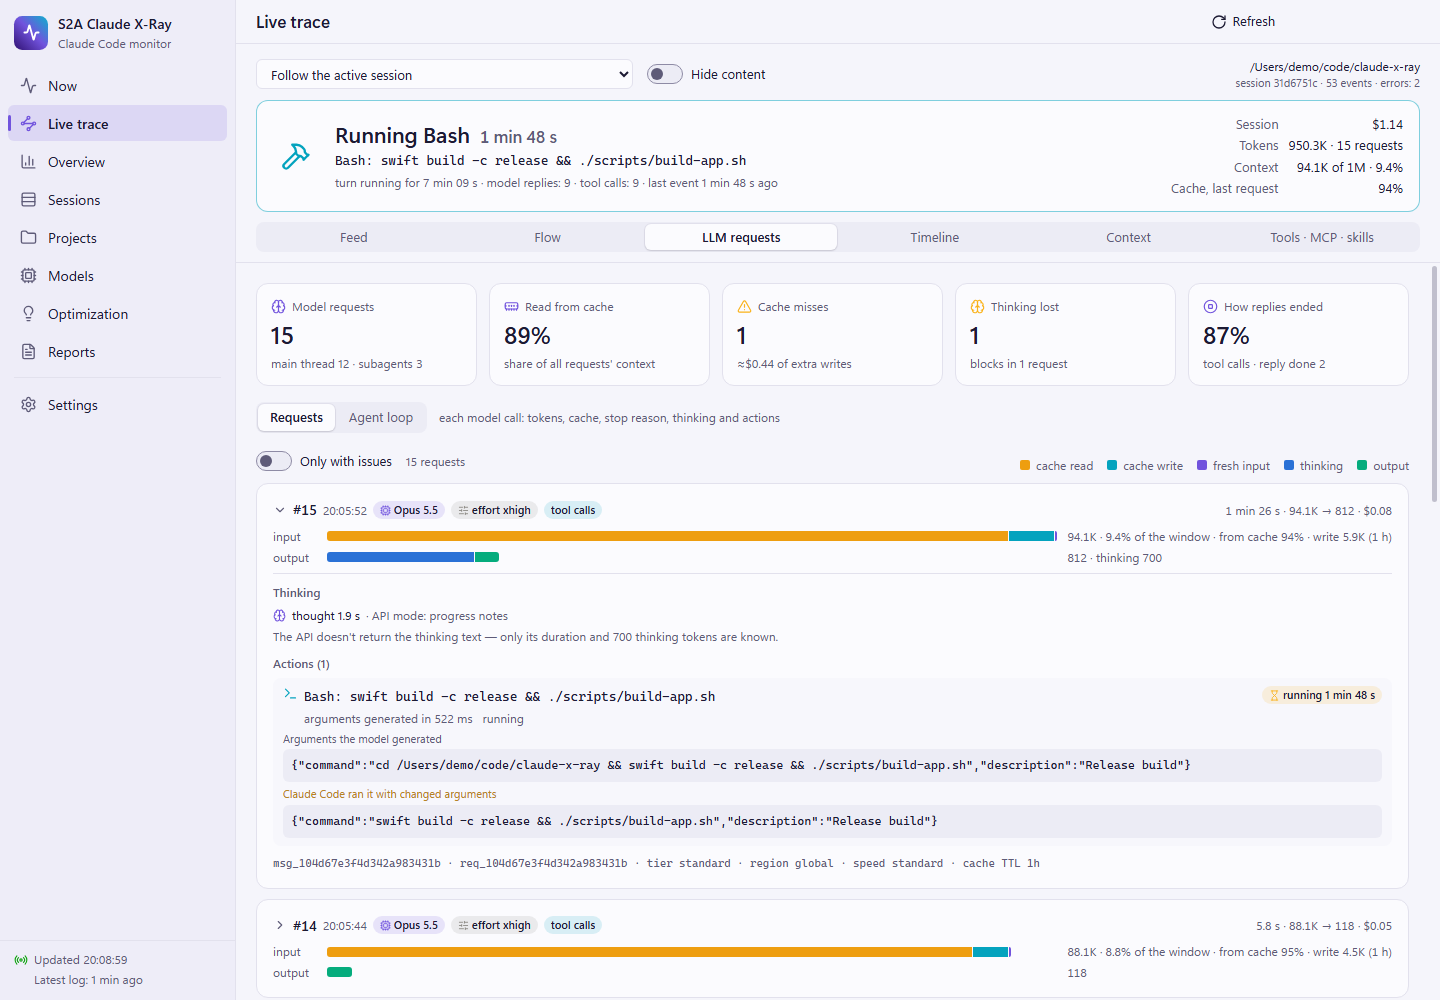 S2A Claude X-Ray
Claude Code monitor
Now
Live trace
Overview
Sessions
Projects
Models
Optimization
Reports
Settings
Updated 20:08:59
Latest log: 1 min ago
Live trace
Refresh
Follow the active session
Hide content
/Users/demo/code/claude-x-ray
session 31d6751c · 53 events · errors: 2
Running Bash 1 min 48 s
Bash: swift build -c release && ./scripts/build-app.sh
turn running for 7 min 09 s · model replies: 9 · tool calls: 9 · last event 1 min 48 s ago
Session $1.14
Tokens 950.3K · 15 requests
Context 94.1K of 1M · 9.4%
Cache, last request 94%
Feed
Flow
LLM requests
Timeline
Context
Tools · MCP · skills
Model requests
15
main thread 12 · subagents 3
Read from cache
89%
share of all requests' context
Cache misses
1
≈$0.44 of extra writes
Thinking lost
1
blocks in 1 request
How replies ended
87%
tool calls · reply done 2
Requests
Agent loop
each model call: tokens, cache, stop reason, thinking and actions
Only with issues
15 requests
cache read
cache write
fresh input
thinking
output
#15 20:05:52 Opus 5.5 effort xhigh tool calls
1 min 26 s · 94.1K → 812 · $0.08
input
94.1K · 9.4% of the window · from cache 94% · write 5.9K (1 h)
output
812 · thinking 700
Thinking
thought 1.9 s · API mode: progress notes
The API doesn't return the thinking text — only its duration and 700 thinking tokens are known.
Actions (1)
Bash: swift build -c release && ./scripts/build-app.sh
running 1 min 48 s
arguments generated in 522 ms running
Arguments the model generated
{"command":"cd /Users/demo/code/claude-x-ray && swift build -c release && ./scripts/build-app.sh","description":"Release build"}
Claude Code ran it with changed arguments
{"command":"swift build -c release && ./scripts/build-app.sh","description":"Release build"}
msg_104d67e3f4d342a983431b · req_104d67e3f4d342a983431b · tier standard · region global · speed standard · cache TTL 1h
#14 20:05:44 Opus 5.5 effort xhigh tool calls
5.8 s · 88.1K → 118 · $0.05
input
88.1K · 8.8% of the window · from cache 95% · write 4.5K (1 h)
output
118